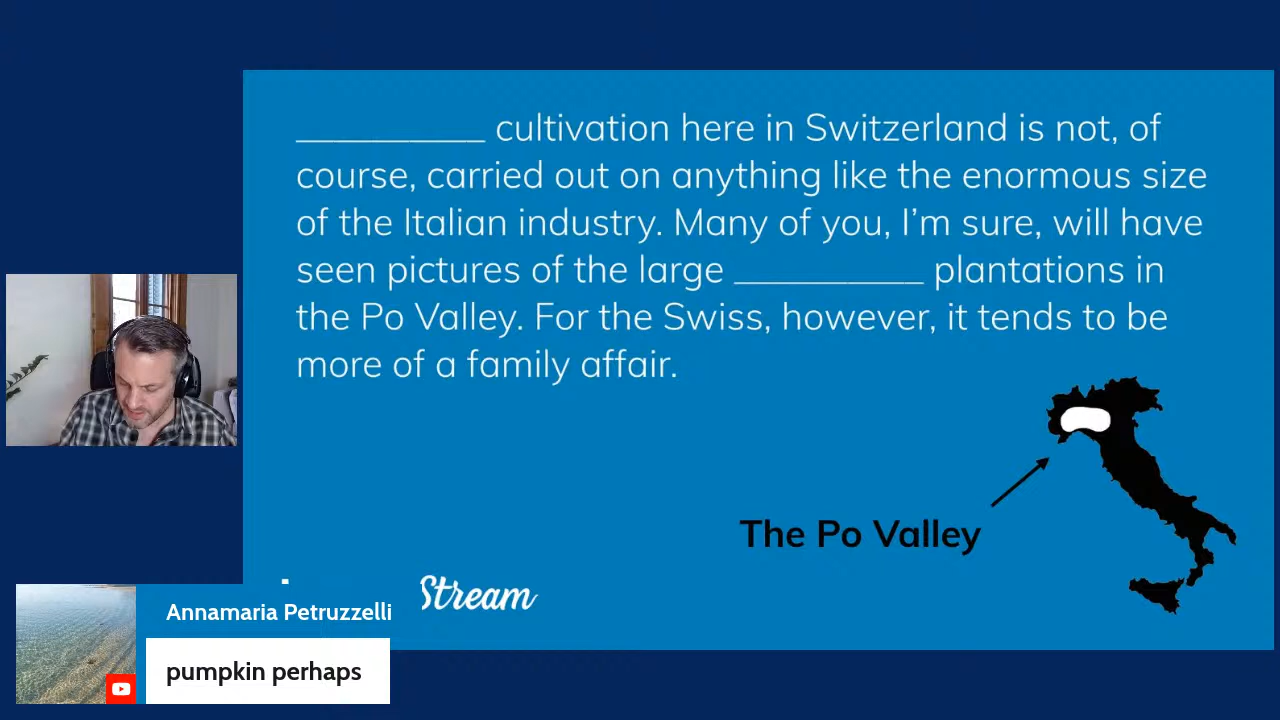 __________ cultivation here in Switzerland is not, of
course, carried out on anything like the enormous size
of the Italian industry. Many of you, I’m sure, will have
seen pictures of the large __________ plantations in
the Po Valley. For the Swiss, however, it tends to be
more of a family affair.
The Po Valley
Stream
Annamaria Petruzzelli
pumpkin perhaps